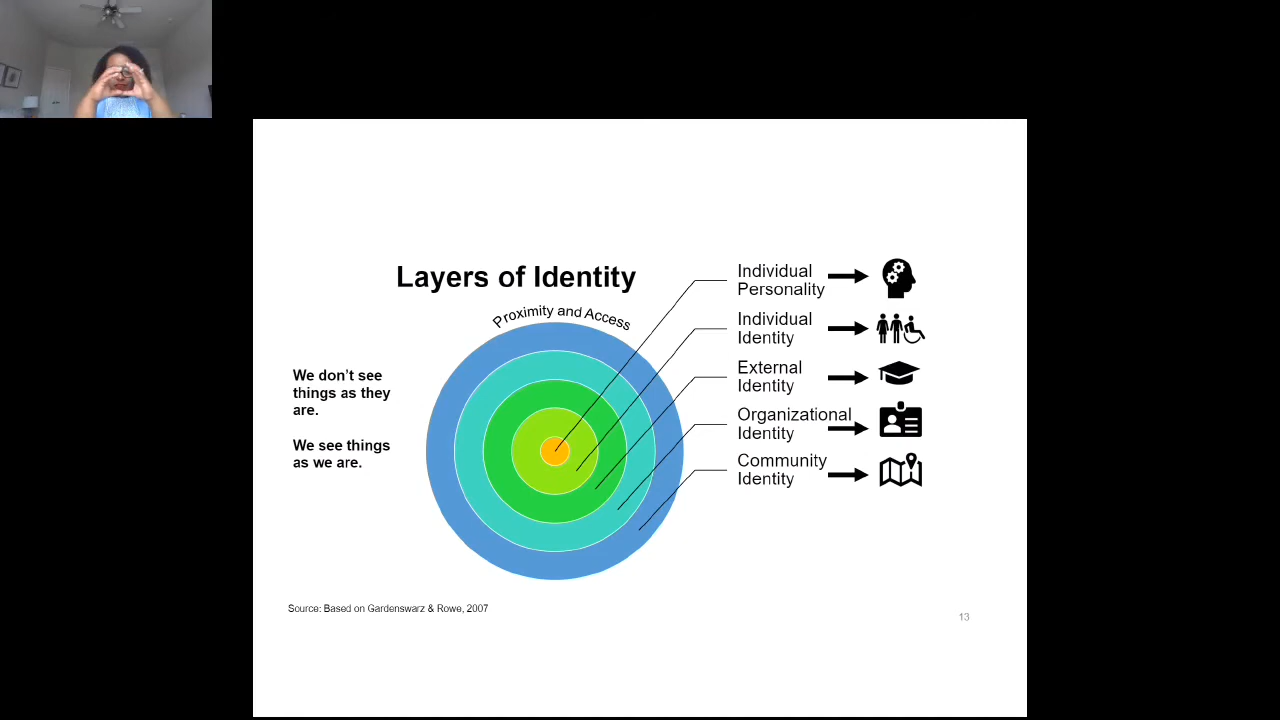 Layers of Identity
Proximity and Access
We don't see
things as they
are.
We see things
as we are.
Individual
Personality
Individual
Identity
External
Identity
Organizational
Identity
Community
Identity
Source: Based on Gardenswarz & Rowe, 2007
13